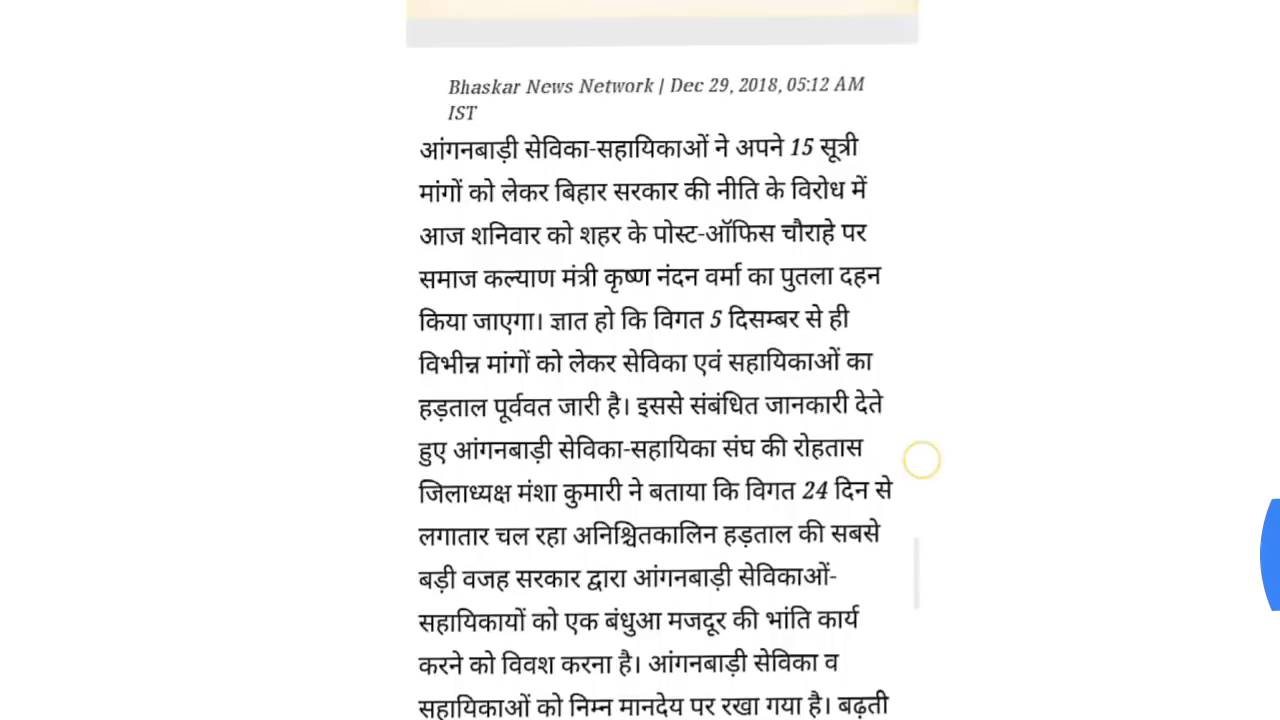 Bhaskar News Network | Dec 29, 2018, 05:12 AM
IST
आंगनबाड़ी सेविका-सहायिकाओं ने अपने 15 सूत्री
मांगों को लेकर बिहार सरकार की नीति के विरोध में
आज शनिवार को शहर के पोस्ट-ऑफिस चौराहे पर
समाज कल्याण मंत्री कृष्ण नंदन वर्मा का पुतला दहन
किया जाएगा। ज्ञात हो कि विगत 5 दिसम्बर से ही
विभीन्न मांगों को लेकर सेविका एवं सहायिकाओं का
हड़ताल पूर्ववत जारी है। इससे संबंधित जानकारी देते
हुए आंगनबाड़ी सेविका-सहायिका संघ की रोहतास
जिलाध्यक्ष मंशा कुमारी ने बताया कि विगत 24 दिन से
लगातार चल रहा अनिश्चितकालिन हड़ताल की सबसे
बड़ी वजह सरकार द्वारा आंगनबाड़ी सेविकाओं-
सहायिकायों को एक बंधुआ मजदूर की भांति कार्य
करने को विवश करना है। आंगनबाड़ी सेविका व
सहायिकाओं को निम्न मानदेय पर रखा गया है। बढ़ती